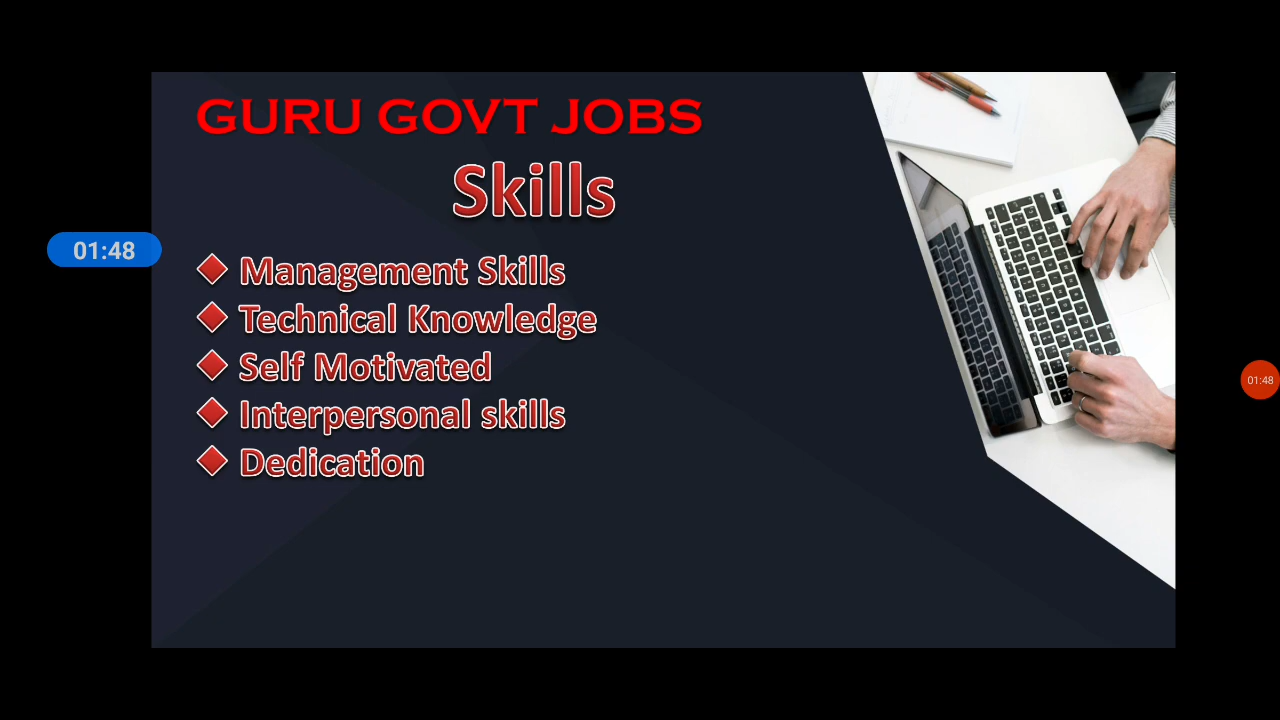 GURU GOVT JOBS
Skills
01:48
Management Skills
Technical Knowledge
Self Motivated
Interpersonal skills
Dedication
01:48